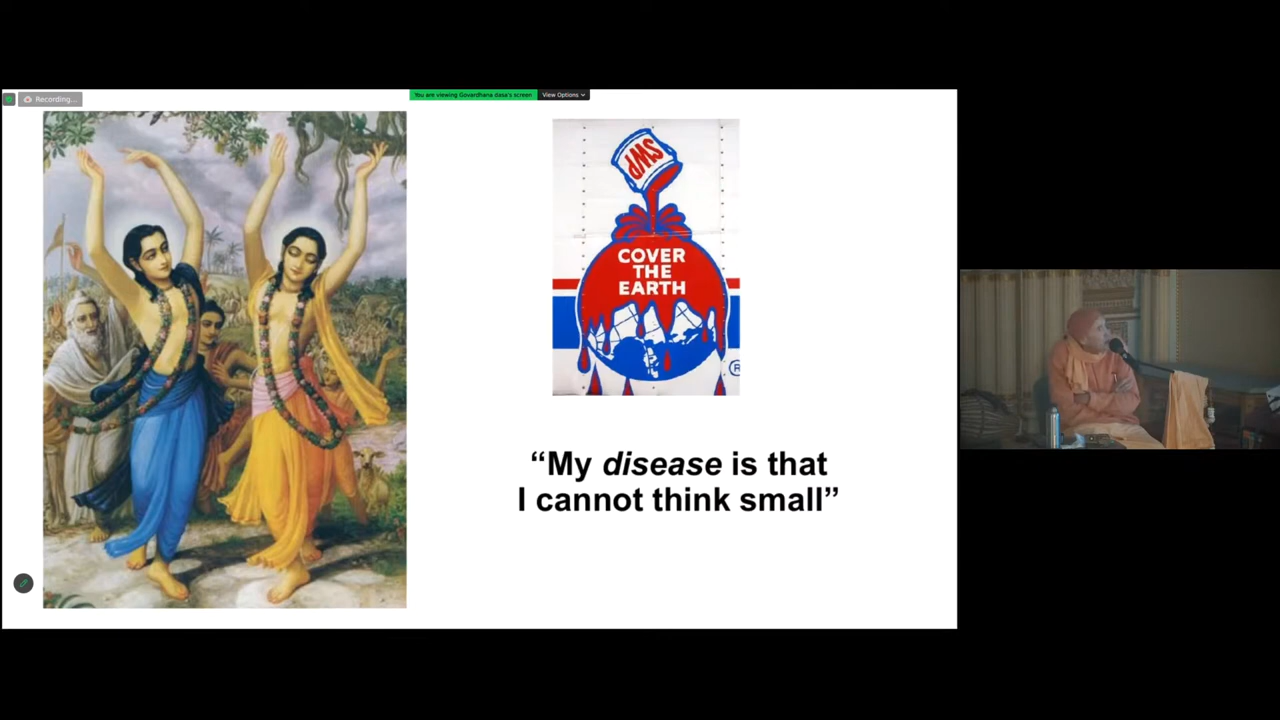 Recording...
You are viewing Govardhana dasa's screen
View Options
SWP
COVER
THE
EARTH
®
“My disease is that
I cannot think small”